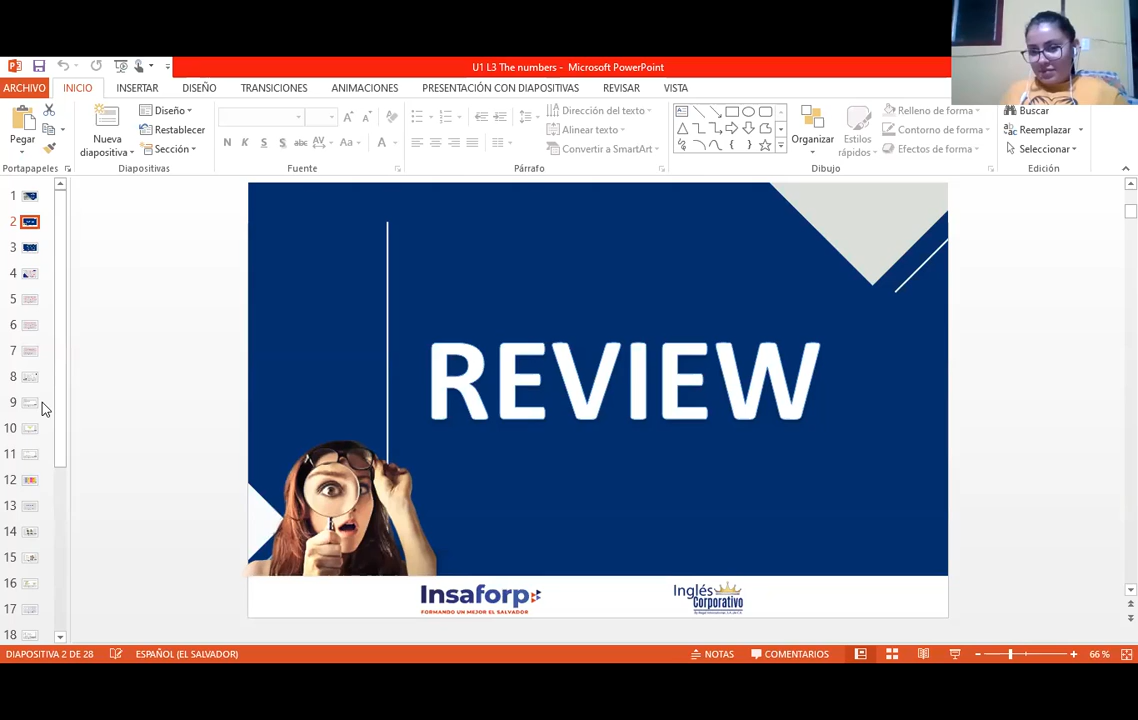 U1 L3 The numbers - Microsoft PowerPoint
ARCHIVO INICIO INSERTAR DISEÑO TRANSICIONES ANIMACIONES PRESENTACIÓN CON DIAPOSITIVAS REVISAR VISTA
Pegar
Portapapeles
Nueva
diapositiva
Diseño
Restablecer
Sección
Diapositivas
N K S S abc AV Aa A
Fuente
Dirección del texto
Alinear texto
Convertir a SmartArt
Párrafo
Organizar
Estilos
rápidos
Relleno de forma
Contorno de forma
Efectos de forma
Dibujo
Buscar
Reemplazar
Seleccionar
Edición
1
2
3
4
5
6
7
8
9
10
11
12
13
14
15
16
17
18
REVIEW
Insaforp
FORMANDO UN MEJOR EL SALVADOR
Inglés
Corporativo
DIAPOSITIVA 2 DE 28 ESPAÑOL (EL SALVADOR) NOTAS COMENTARIOS 66 %